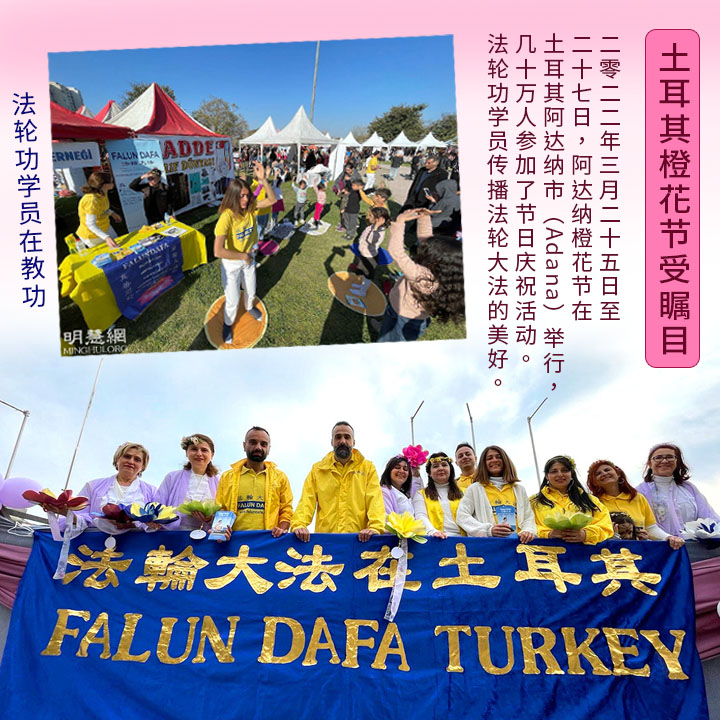 土耳其橙花节受瞩目
二零二二年三月二十五日至
二十七日，阿达纳橙花节在
土耳其阿达纳市（Adana）举行，
几十万人参加了节日庆祝活动。
法轮功学员传播法轮大法的美好。
法轮功学员在教功
ERNEĞİ
FALUN DAFA
ADDE
FALUN DAFA
明慧網
MINGHUI.ORG
法輪大法在土耳其
FALUN DAFA TURKEY